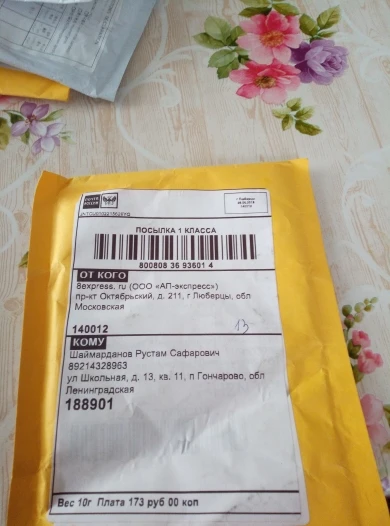 ПОСЫЛКА 1 КЛАССА
800808 36 93601 4
ОТ КОГО
8express.ru (ООО «АП-экспресс»)
пр-кт Октябрьский, д. 211, г Люберцы, обл
Московская
140012
13
КОМУ
Шаймарданов Рустам Сафарович
89214328963
ул Школьная, д. 13, кв. 11, п Гончарово, обл
Ленинградская
188901
Вес 10г Плата 173 руб 00 коп